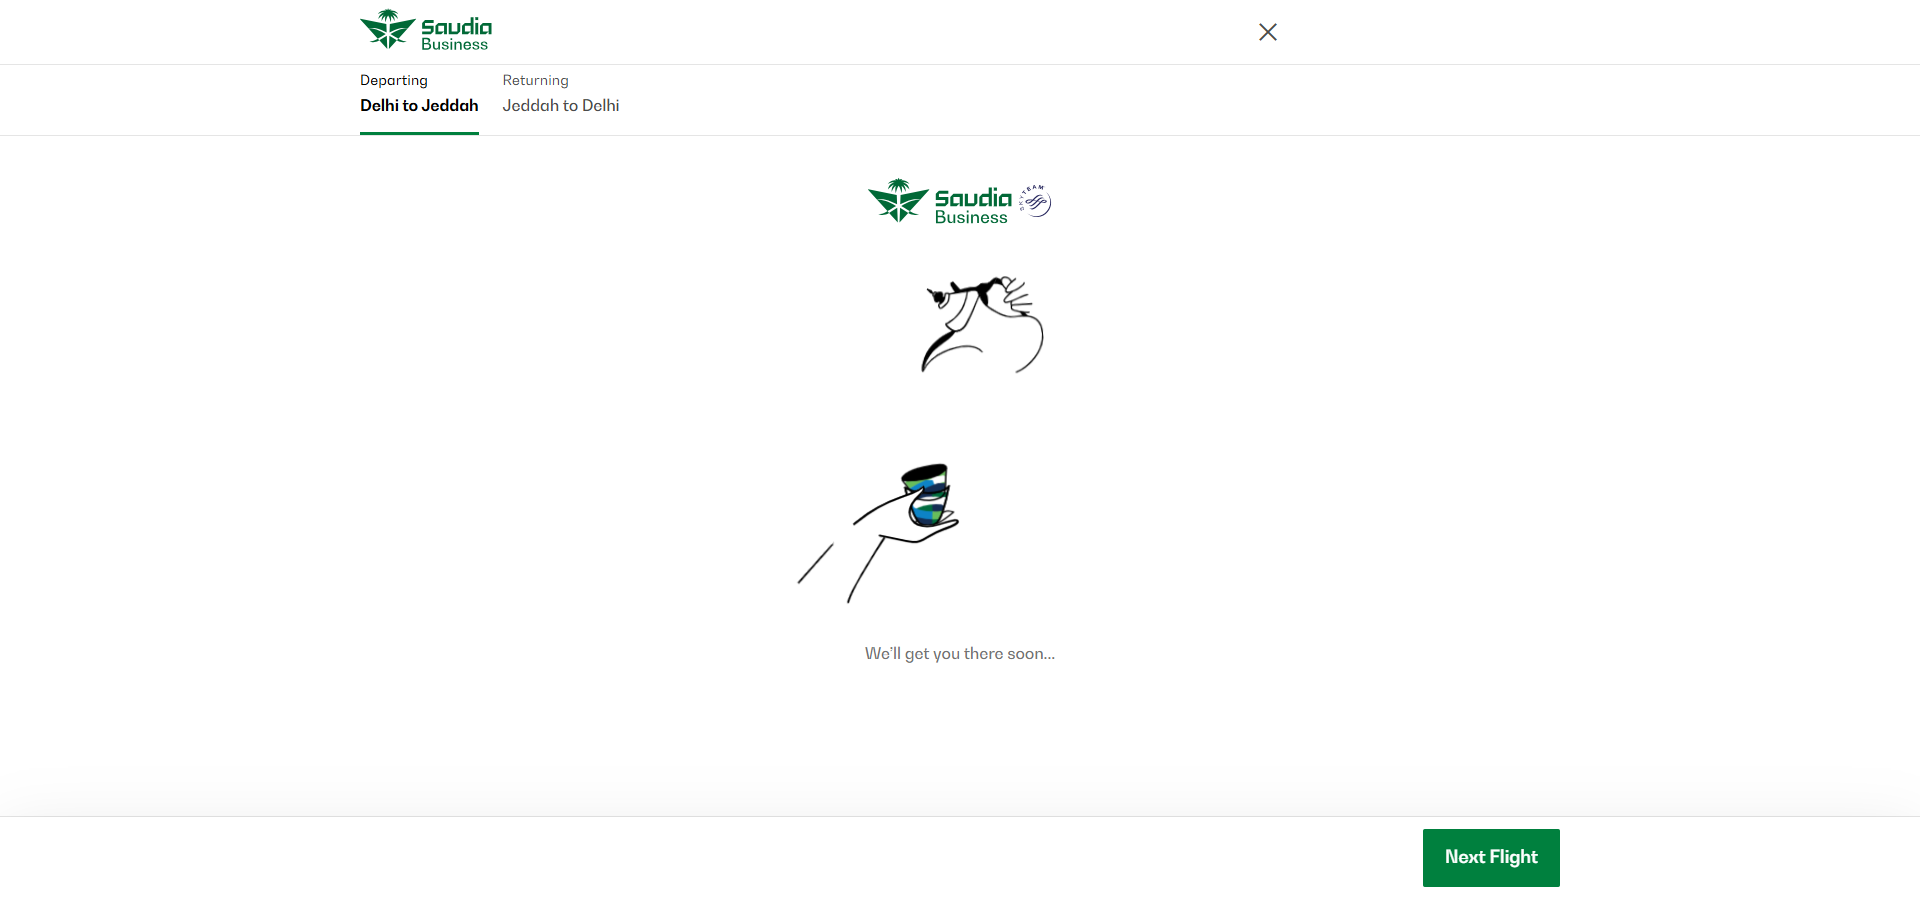 Saudia
Business
Departing
Delhi to Jeddah
Returning
Jeddah to Delhi
Saudia
Business
SKYTEAM
We'll get you there soon...
Next Flight